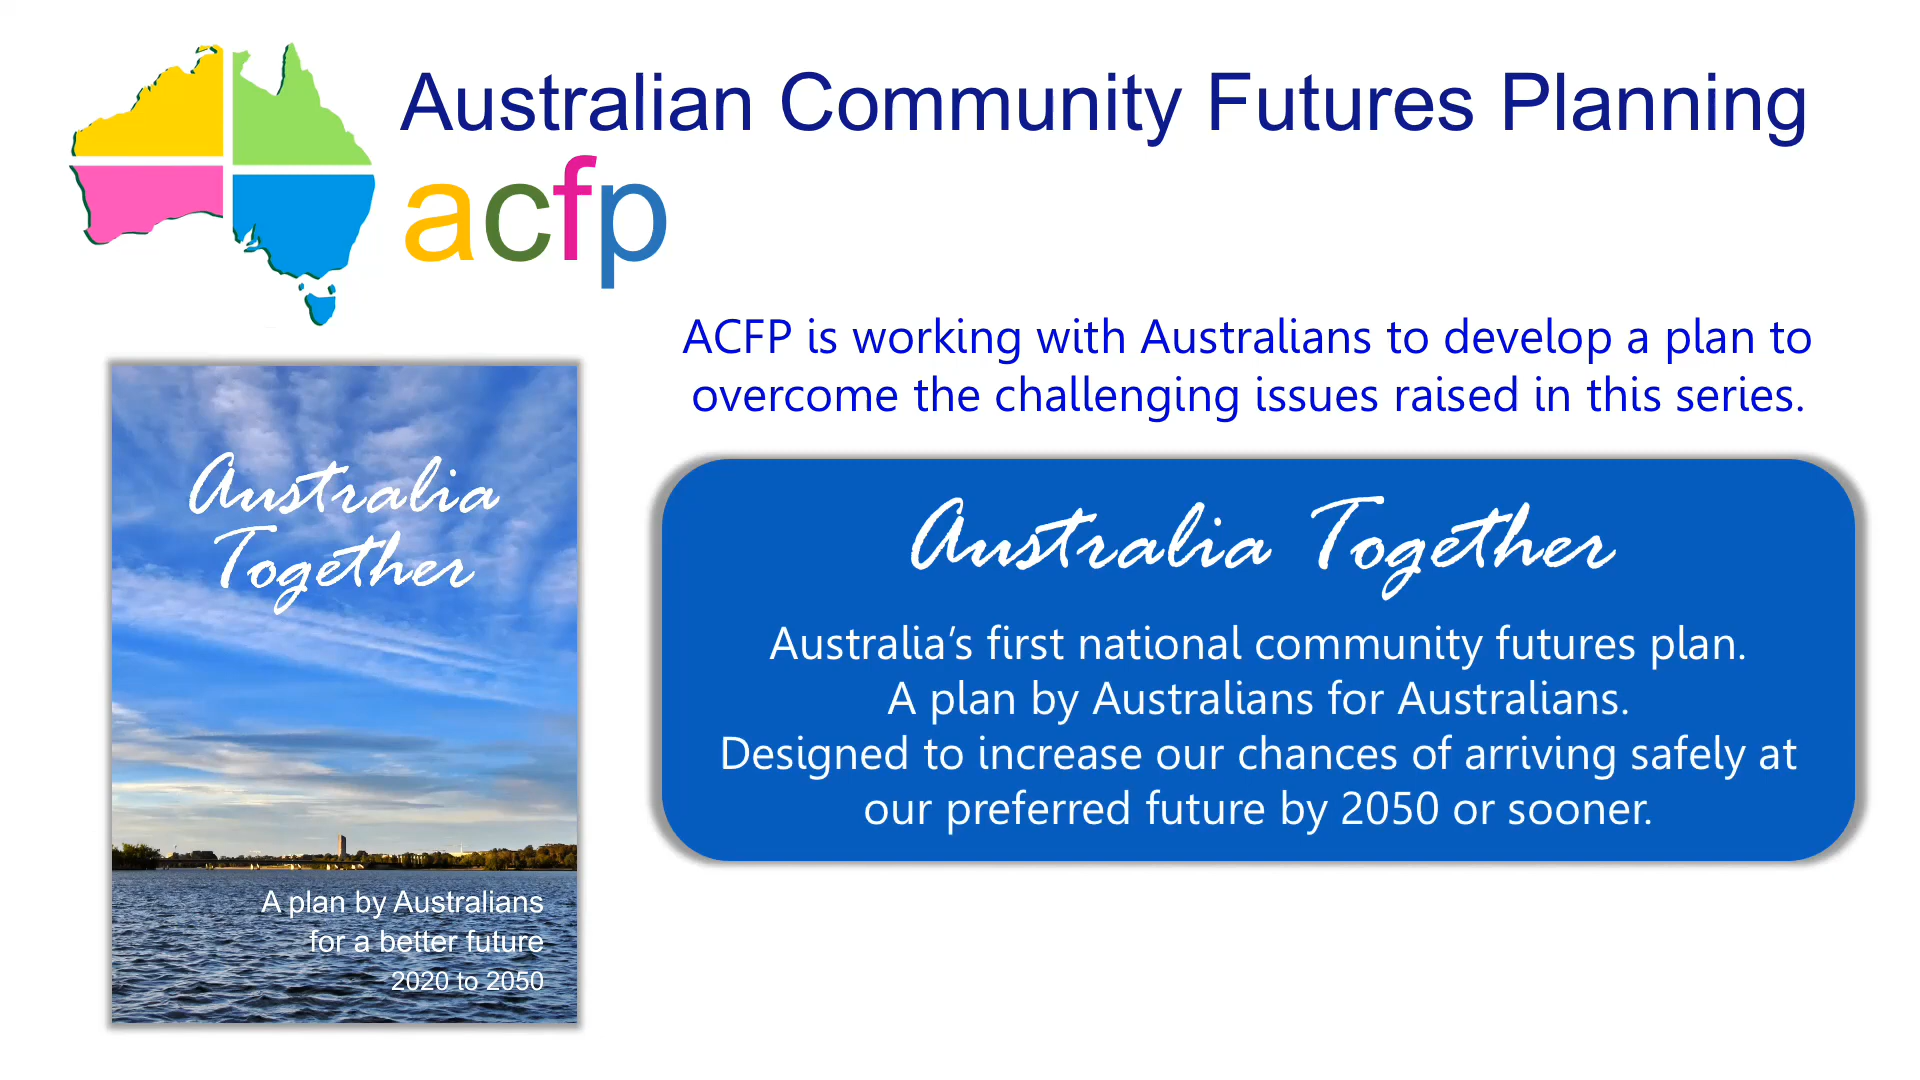 Australian Community Futures Planning
acfp
ACFP is working with Australians to develop a plan to
overcome the challenging issues raised in this series.
Australia
Together
A plan by Australians
for a better future
2020 to 2050
Australia Together
Australia’s first national community futures plan.
A plan by Australians for Australians.
Designed to increase our chances of arriving safely at
our preferred future by 2050 or sooner.